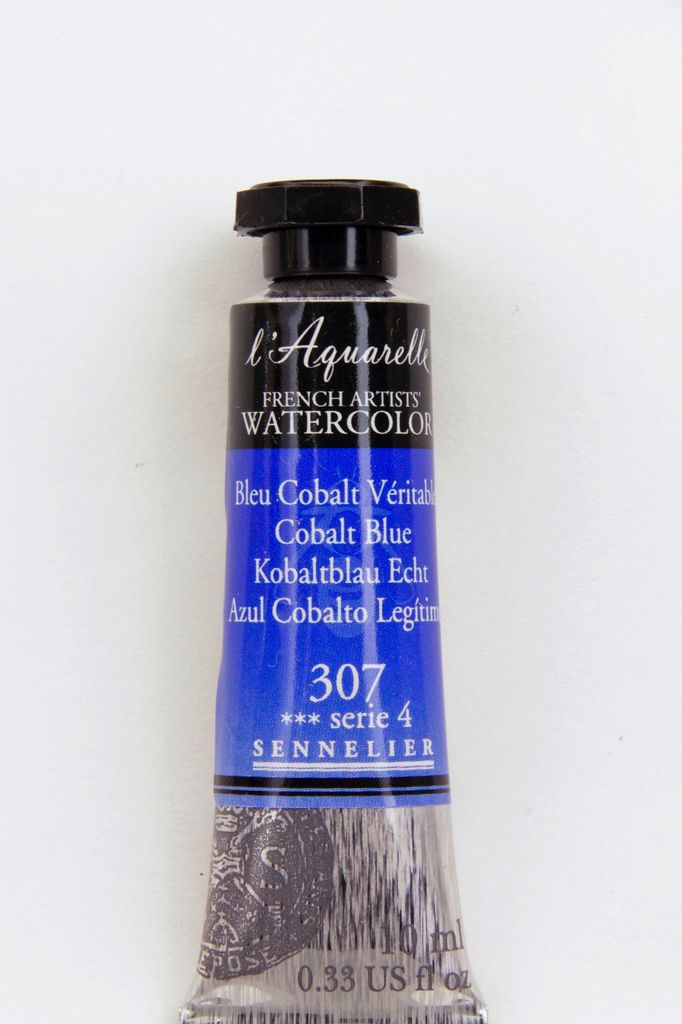 l'Aquarelle
FRENCH ARTISTS'
WATERCOLOR
Bleu Cobalt Véritabl
Cobalt Blue
Kobaltblau Echt
Azul Cobalto Legítim
307
*** serie 4
SENNELIER
S
10 ml
0.33 US fl oz